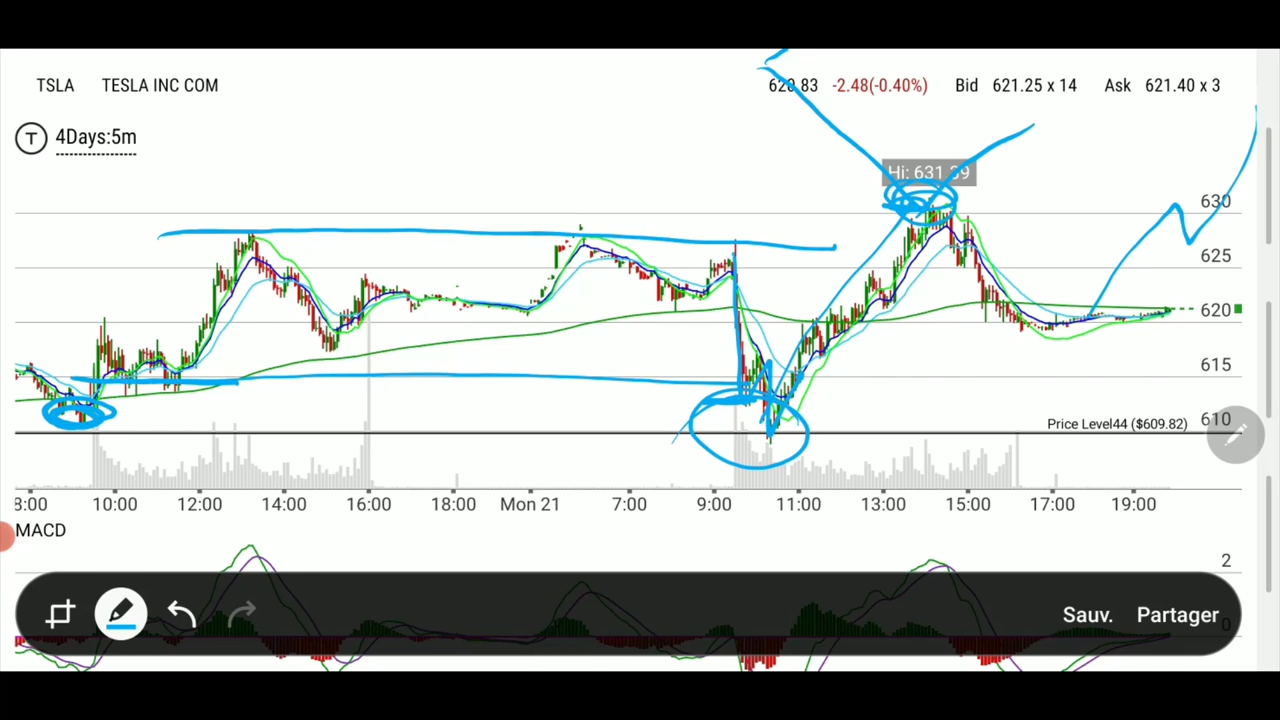 TSLA TESLA INC COM 620.83 -2.48(-0.40%) Bid 621.25 x 14 Ask 621.40 x 3
T 4Days:5m
Hi: 631.39
630
625
620
615
Price Level44 ($609.82) 610
10:00 12:00 14:00 16:00 18:00 Mon 21 7:00 9:00 11:00 13:00 15:00 17:00 19:00
MACD
2
0
Sauv. Partager